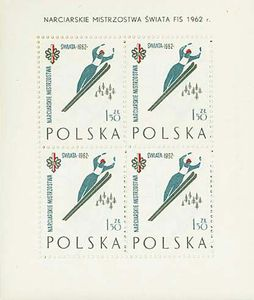 NARCIARSKIE MISTRZOSTWA ŚWIATA FIS 1962 r.
NARCIARSKIE MISTRZOSTWA
ŚWIATA-1962-
1,50 ZŁ
POLSKA
NARCIARSKIE MISTRZOSTWA
ŚWIATA-1962-
1,50 ZŁ
POLSKA
NARCIARSKIE MISTRZOSTWA
ŚWIATA-1962-
1,50 ZŁ
POLSKA
NARCIARSKIE MISTRZOSTWA
ŚWIATA-1962-
1,50 ZŁ
POLSKA